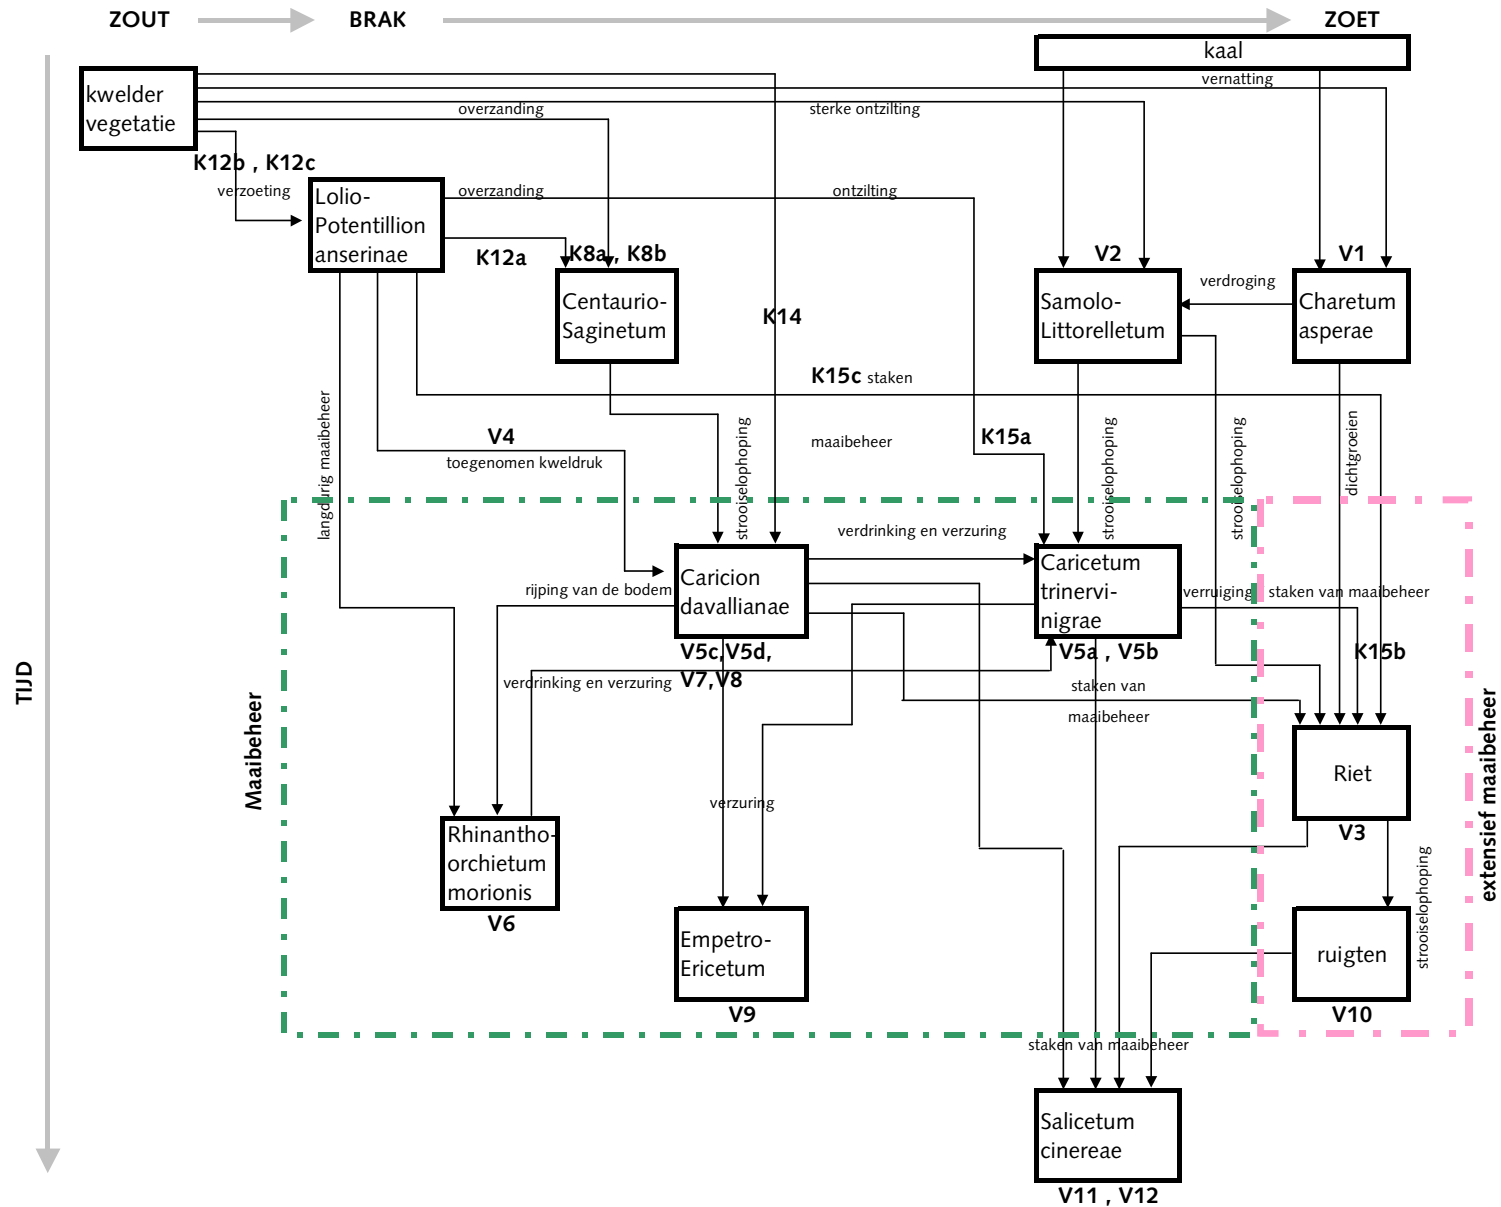 ZOUT
BRAK
ZOET
kaal
vernatting
kwelder
vegetatie
overzanding
sterke ontzilting
K12b , K12c
verzoeting
Lolio-
Potentillion
anserinae
overzanding
ontzilting
K12a
K8a , K8b
V2
V1
Centaurio-
Saginetum
K14
Samolo-
Littorelletum
verdroging
Charetum
asperae
K15c staken
langdurig maaibeheer
V4
toegenomen kweldruk
strooiselophoping
maaibeheer
K15a
strooiselophoping
strooiselophoping
dichtgroeien
verdrinking en verzuring
rijping van de bodem
Caricion
davallianae
Caricetum
trinervi-
nigrae
verruiging
staken van maaibeheer
V5c,V5d,
V7,V8
V5a , V5b
K15b
verdrinking en verzuring
staken van
maaibeheer
TIJD
Maaibeheer
extensief maaibeheer
Riet
V3
verzuring
Rhinantho-
orchietum
morionis
V6
strooiselophoping
Empetro-
Ericetum
V9
ruigten
V10
staken van maaibeheer
Salicetum
cinereae
V11 , V12